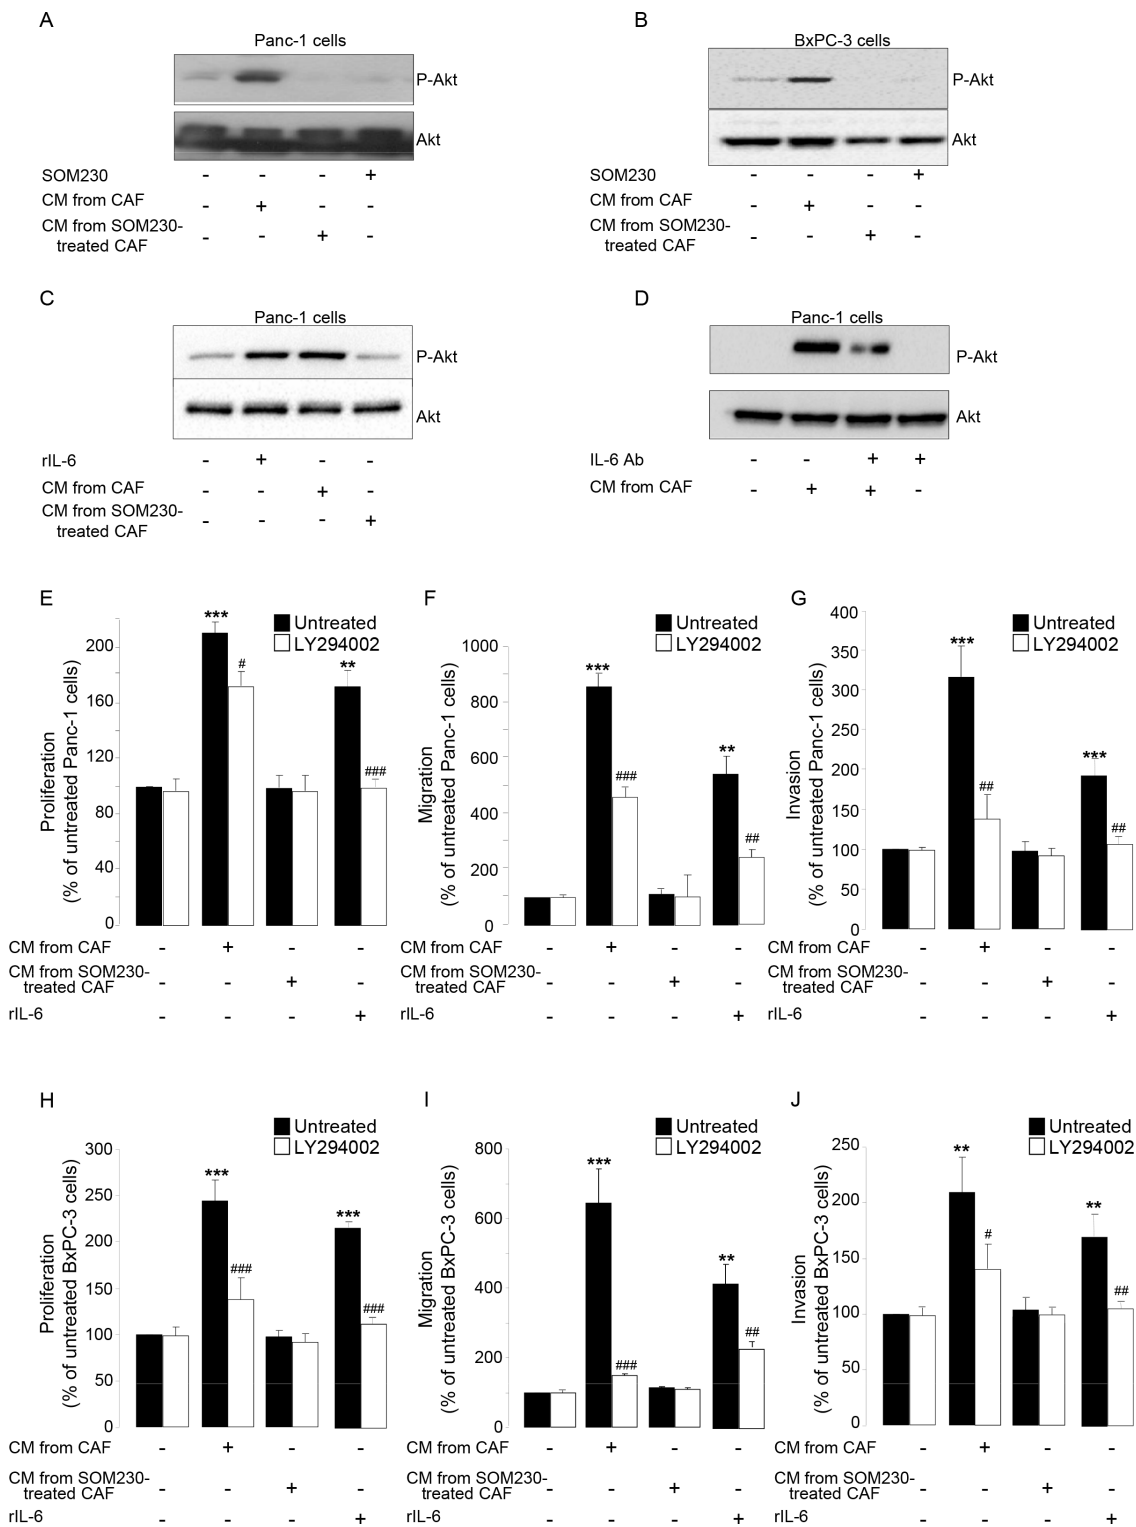 A
B
Panc-1 cells
BxPC-3 cells
P-Akt
P-Akt
Akt
Akt
SOM230 - - - +
SOM230 - - - +
CM from CAF - + - -
CM from CAF - + - -
CM from SOM230-
treated CAF - - + -
CM from SOM230-
treated CAF - - + -
C
D
Panc-1 cells
Panc-1 cells
P-Akt
P-Akt
Akt
Akt
rIL-6 - + - -
IL-6 Ab - - + +
CM from CAF - - + -
CM from CAF - + + -
CM from SOM230-
treated CAF - - - +
E
Untreated
LY294002
Proliferation
(% of untreated Panc-1 cells)
200
160
120
80
40
0
***
#
**
###
F
Untreated
LY294002
Migration
(% of untreated Panc-1 cells)
1000
800
600
400
200
0
***
###
**
##
G
Untreated
LY294002
Invasion
(% of untreated Panc-1 cells)
400
350
300
250
200
150
100
50
0
***
##
***
##
CM from CAF - + - -
CM from SOM230-
treated CAF - - + -
rIL-6 - - - +
CM from CAF - + - -
CM from SOM230-
treated CAF - - + -
rIL-6 - - - +
CM from CAF - + - -
CM from SOM230-
treated CAF - - + -
rIL-6 - - - +
H
Untreated
LY294002
Proliferation
(% of untreated BxPC-3 cells)
300
250
200
150
100
50
0
***
###
***
###
I
Untreated
LY294002
Migration
(% of untreated BxPC-3 cells)
800
600
400
200
0
***
###
**
##
J
Untreated
LY294002
Invasion
(% of untreated BxPC-3 cells)
250
200
150
100
50
0
**
#
**
##
CM from CAF - + - -
CM from SOM230-
treated CAF - - + -
rIL-6 - - - +
CM from CAF - + - -
CM from SOM230-
treated CAF - - + -
rIL-6 - - - +
CM from CAF - + - -
CM from SOM230-
treated CAF - - + -
rIL-6 - - - +